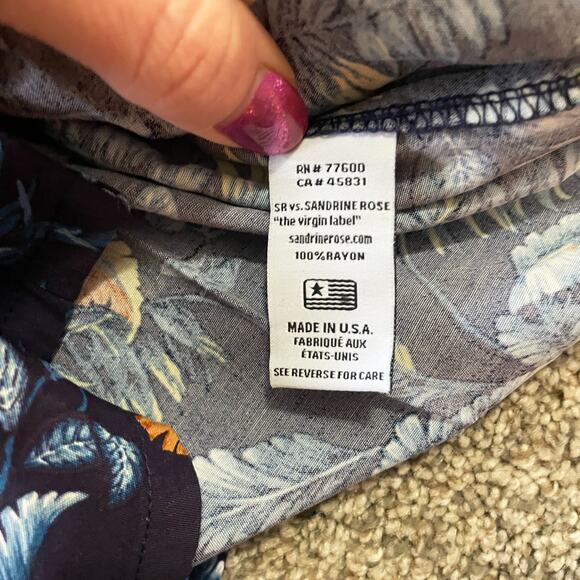 RN # 77600
CA # 45831
SR vs. SANDRINE ROSE
"the virgin label"
sandrinerose.com
100% RAYON
MADE IN U.S.A.
FABRIQUÉ AUX
ÉTATS-UNIS
SEE REVERSE FOR CARE